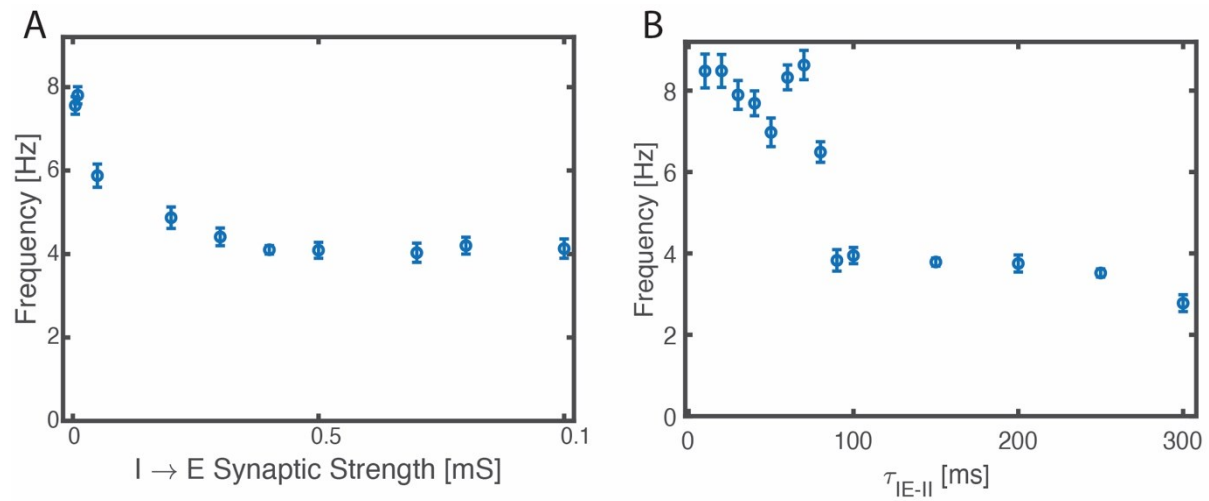 A
Frequency [Hz]
8
6
4
2
0
0
0.5
0.1
I → E Synaptic Strength [mS]
B
Frequency [Hz]
8
6
4
2
0
0
100
200
300
τIE-II [ms]